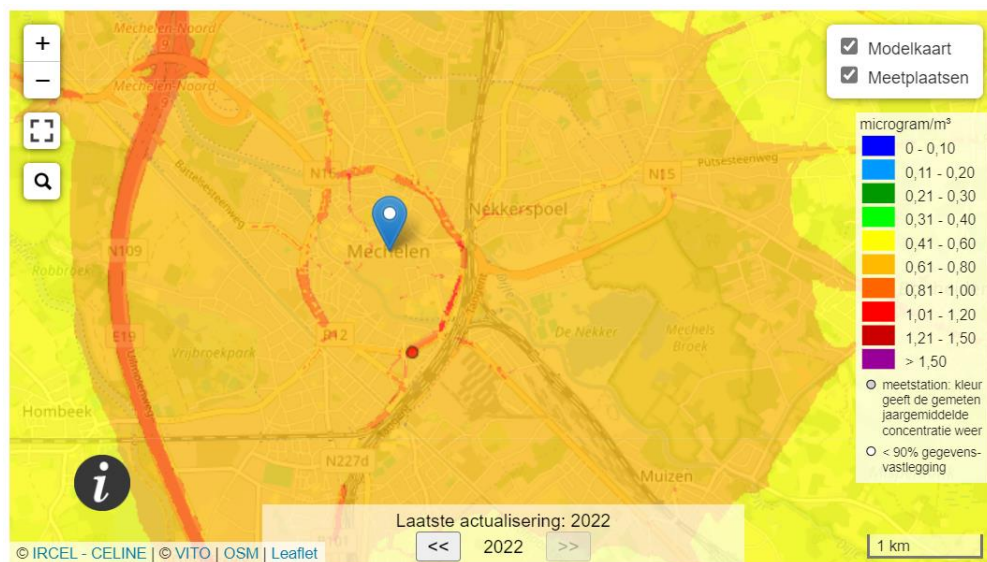 +
−
Modelkaart
Meetplaatsen
microgram/m³
0 - 0,10
0,11 - 0,20
0,21 - 0,30
0,31 - 0,40
0,41 - 0,60
0,61 - 0,80
0,81 - 1,00
1,01 - 1,20
1,21 - 1,50
> 1,50
meetstation: kleur
geeft de gemeten
jaargemiddelde
concentratie weer
< 90% gegevens-
vastlegging
Mechelen-Noord
Mechelen-Noord
Battelsesteenweg
N16
Putsesteenweg
N15
Nekkerspoel
Mechelen
N109
Robbroek
E19
Uilmolenweg
Vrijbroekpark
R12
De Nekker
Mechels
Broek
Hombeek
N227d
Muizen
i
Laatste actualisering: 2022
<< 2022 >>
© IRCEL - CELINE | © VITO | OSM | Leaflet
1 km